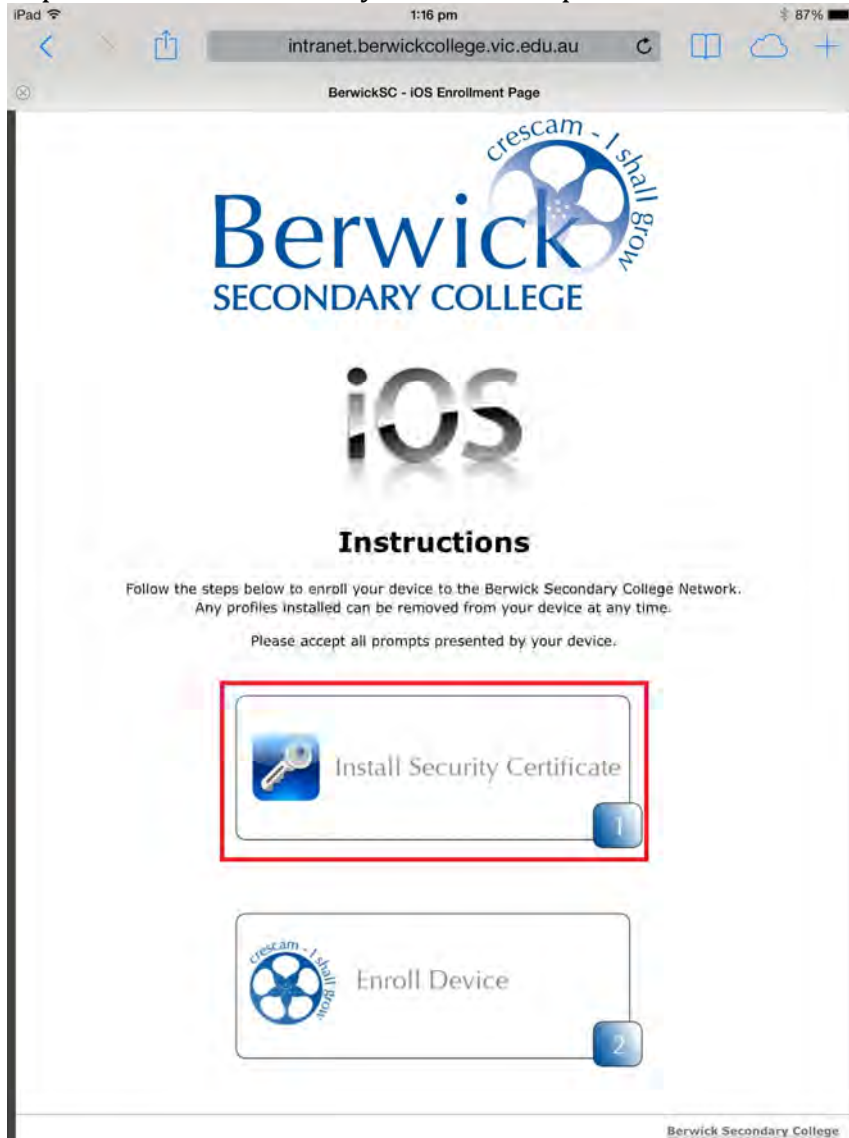 iPad
1:16 pm
87%
intranet.berwickcollege.vic.edu.au
BerwickSC - iOS Enrollment Page
crescam - I shall grow
Berwick
SECONDARY COLLEGE
iOS
Instructions
Follow the steps below to enroll your device to the Berwick Secondary College Network.
Any profiles installed can be removed from your device at any time.
Please accept all prompts presented by your device.
Install Security Certificate
1
crescam - I shall grow
Enroll Device
2
Berwick Secondary College